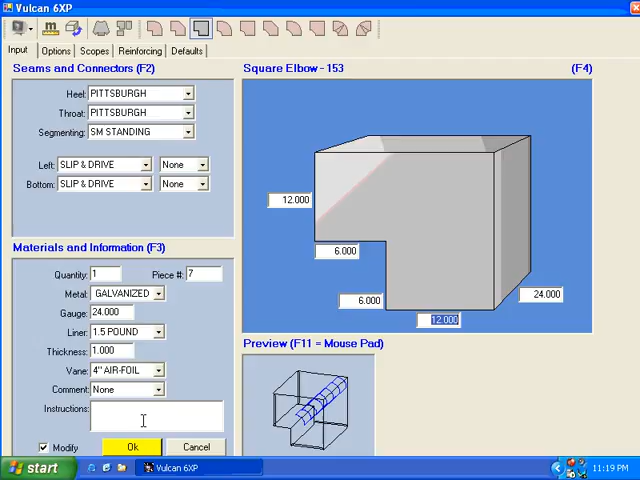 Vulcan 6XP
Input Options Scopes Reinforcing Defaults
Seams and Connectors (F2)
Heel: PITTSBURGH
Throat: PITTSBURGH
Segmenting: SM STANDING
Left: SLIP & DRIVE None
Bottom: SLIP & DRIVE None
Materials and Information (F3)
Quantity: 1 Piece #: 7
Metal: GALVANIZED
Gauge: 24.000
Liner: 1.5 POUND
Thickness: 1.000
Vane: 4" AIR-FOIL
Comment: None
Instructions:
Modify Ok Cancel
Square Elbow - 153 (F4)
12.000
6.000
6.000
24.000
12.000
Preview (F11 = Mouse Pad)
start Vulcan 6XP 11:19 PM